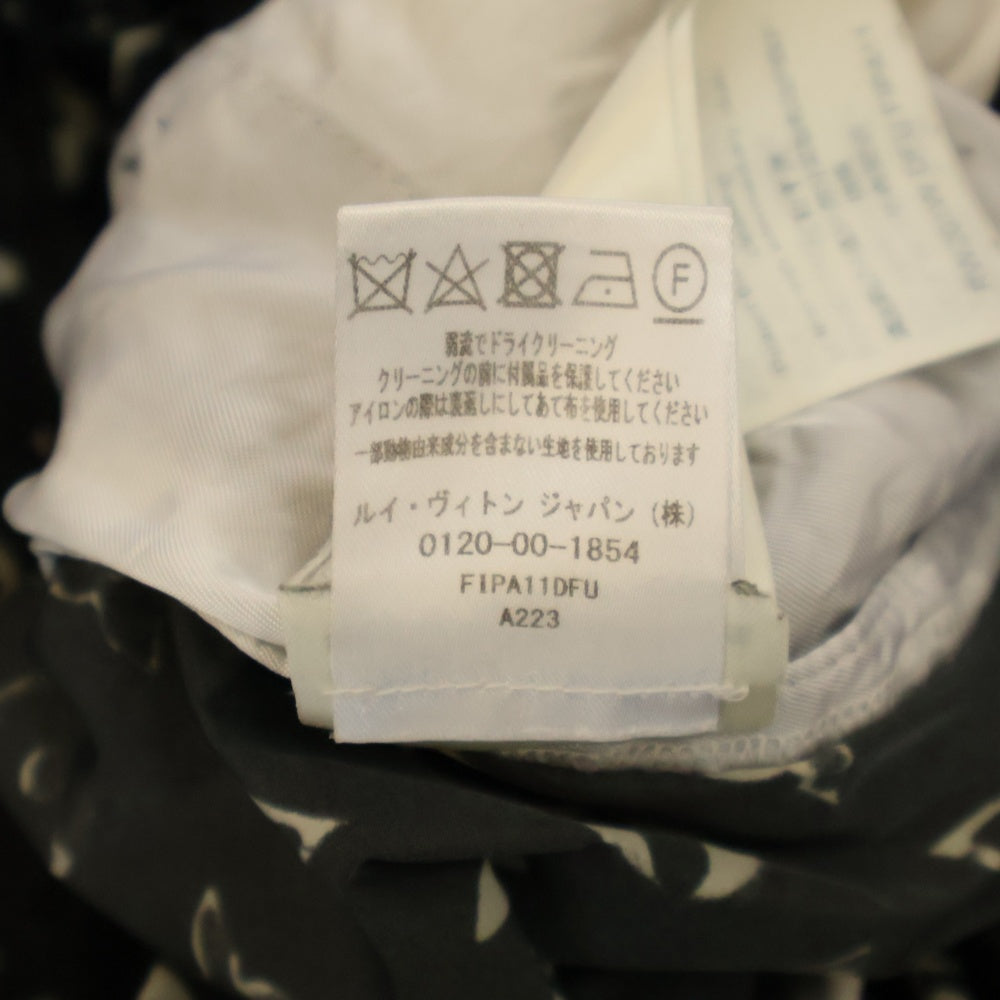 F
弱流でドライクリーニング
クリーニングの前に付属品を保護してください
アイロンの際は裏返しにしてあて布を使用してください
一部動物由来成分を含まない生地を使用しております
ルイ・ヴィトン ジャパン (株)
0120-00-1854
FIPA11DFU
A223